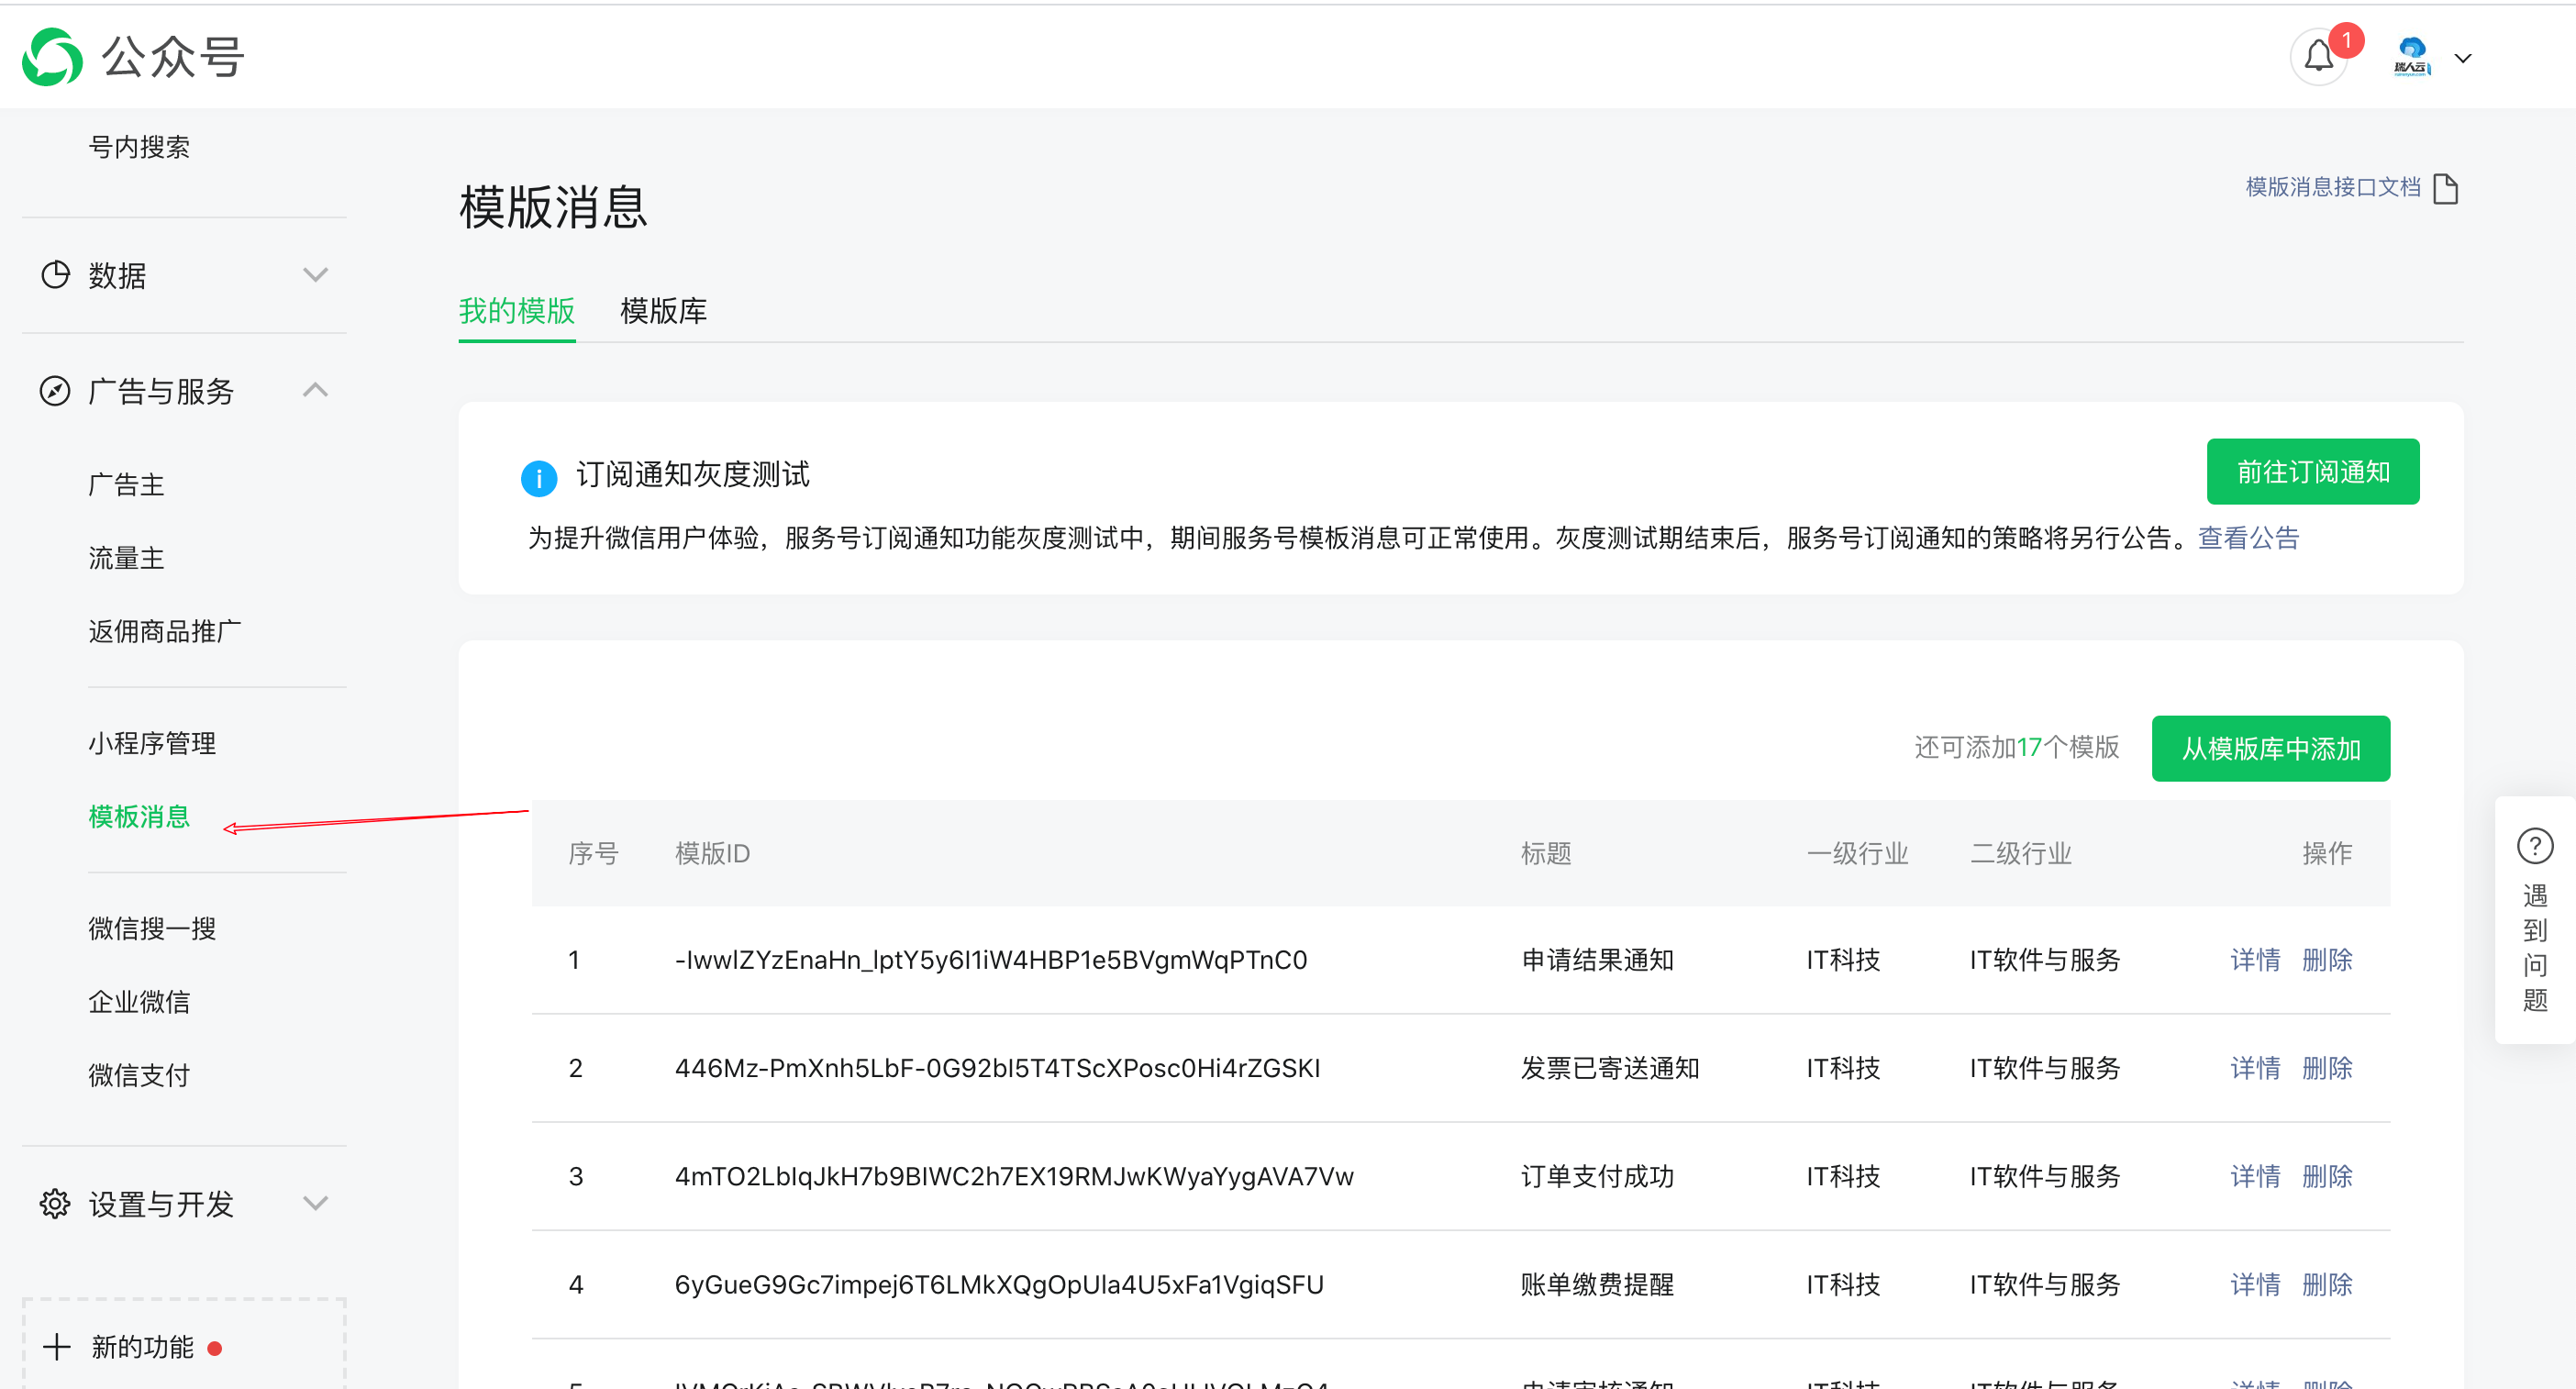 公众号
1
瑞人云
号内搜索
数据
广告与服务
广告主
流量主
返佣商品推广
小程序管理
模板消息
微信搜一搜
企业微信
微信支付
设置与开发
新的功能
模版消息
模版消息接口文档
我的模版 模版库
订阅通知灰度测试
前往订阅通知
为提升微信用户体验，服务号订阅通知功能灰度测试中，期间服务号模板消息可正常使用。灰度测试期结束后，服务号订阅通知的策略将另行公告。查看公告
还可添加17个模版 从模版库中添加
序号 模版ID 标题 一级行业 二级行业 操作
1 -IwwlZYzEnaHn_lptY5y6I1iW4HBP1e5BVgmWqPTnC0 申请结果通知 IT科技 IT软件与服务 详情 删除
2 446Mz-PmXnh5LbF-0G92bI5T4TScXPosc0Hi4rZGSKI 发票已寄送通知 IT科技 IT软件与服务 详情 删除
3 4mTO2LbIqJkH7b9BIWC2h7EX19RMJwKWyaYygAVA7Vw 订单支付成功 IT科技 IT软件与服务 详情 删除
4 6yGueG9Gc7impej6T6LMkXQgOpUla4U5xFa1VgiqSFU 账单缴费提醒 IT科技 IT软件与服务 详情 删除
5 申请审核通知 IT科技 IT软件与服务 详情 删除
遇到问题